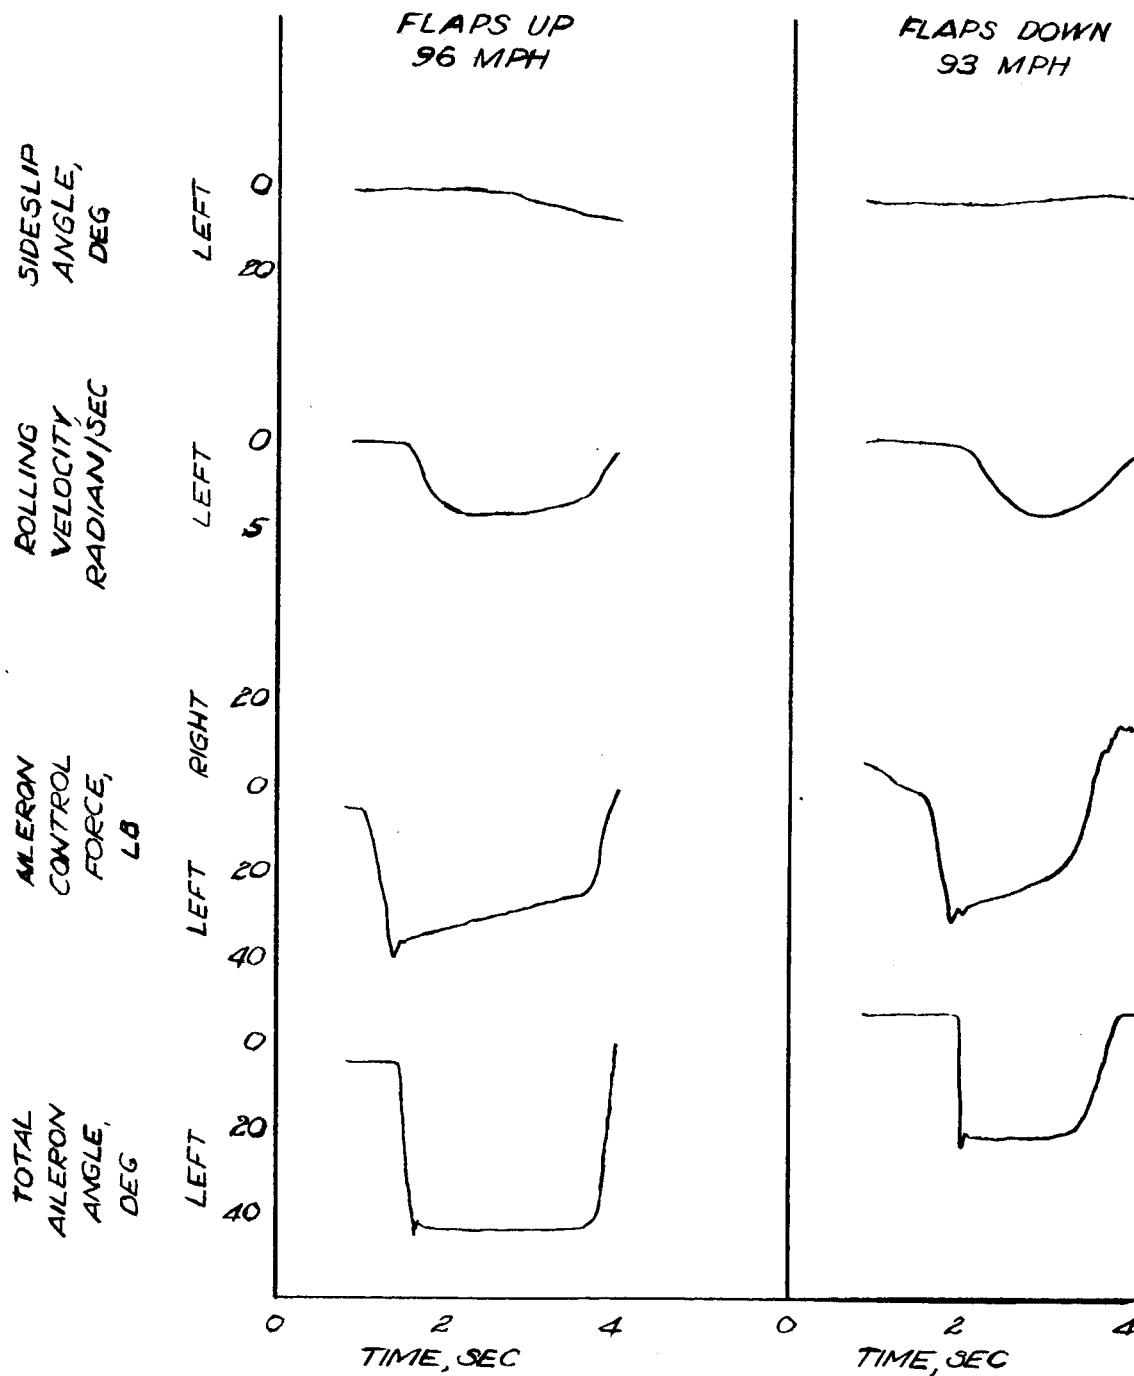 FLAPS UP
96 MPH
FLAPS DOWN
93 MPH
SIDESLIP
ANGLE,
DEG
LEFT
0
20
ROLLING
VELOCITY,
RADIAN/SEC
LEFT
0
5
AILERON
CONTROL
FORCE,
LB
RIGHT
LEFT
20
0
20
40
TOTAL
AILERON
ANGLE,
DEG
LEFT
0
20
40
0 2 4
TIME, SEC
0 2 4
TIME, SEC